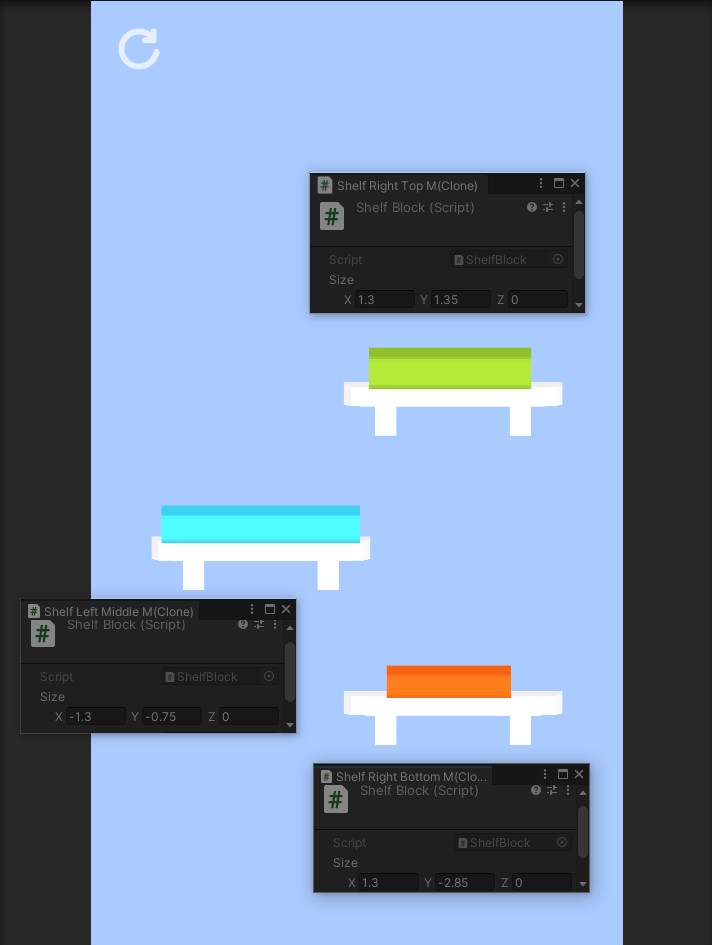 Shelf Right Top M(Clone)
Shelf Block (Script)
Script
ShelfBlock
Size
X 1.3 Y 1.35 Z 0
Shelf Left Middle M(Clone)
Shelf Block (Script)
Script
ShelfBlock
Size
X -1.3 Y -0.75 Z 0
Shelf Right Bottom M(Clo...
Shelf Block (Script)
Script
ShelfBlock
Size
X 1.3 Y -2.85 Z 0